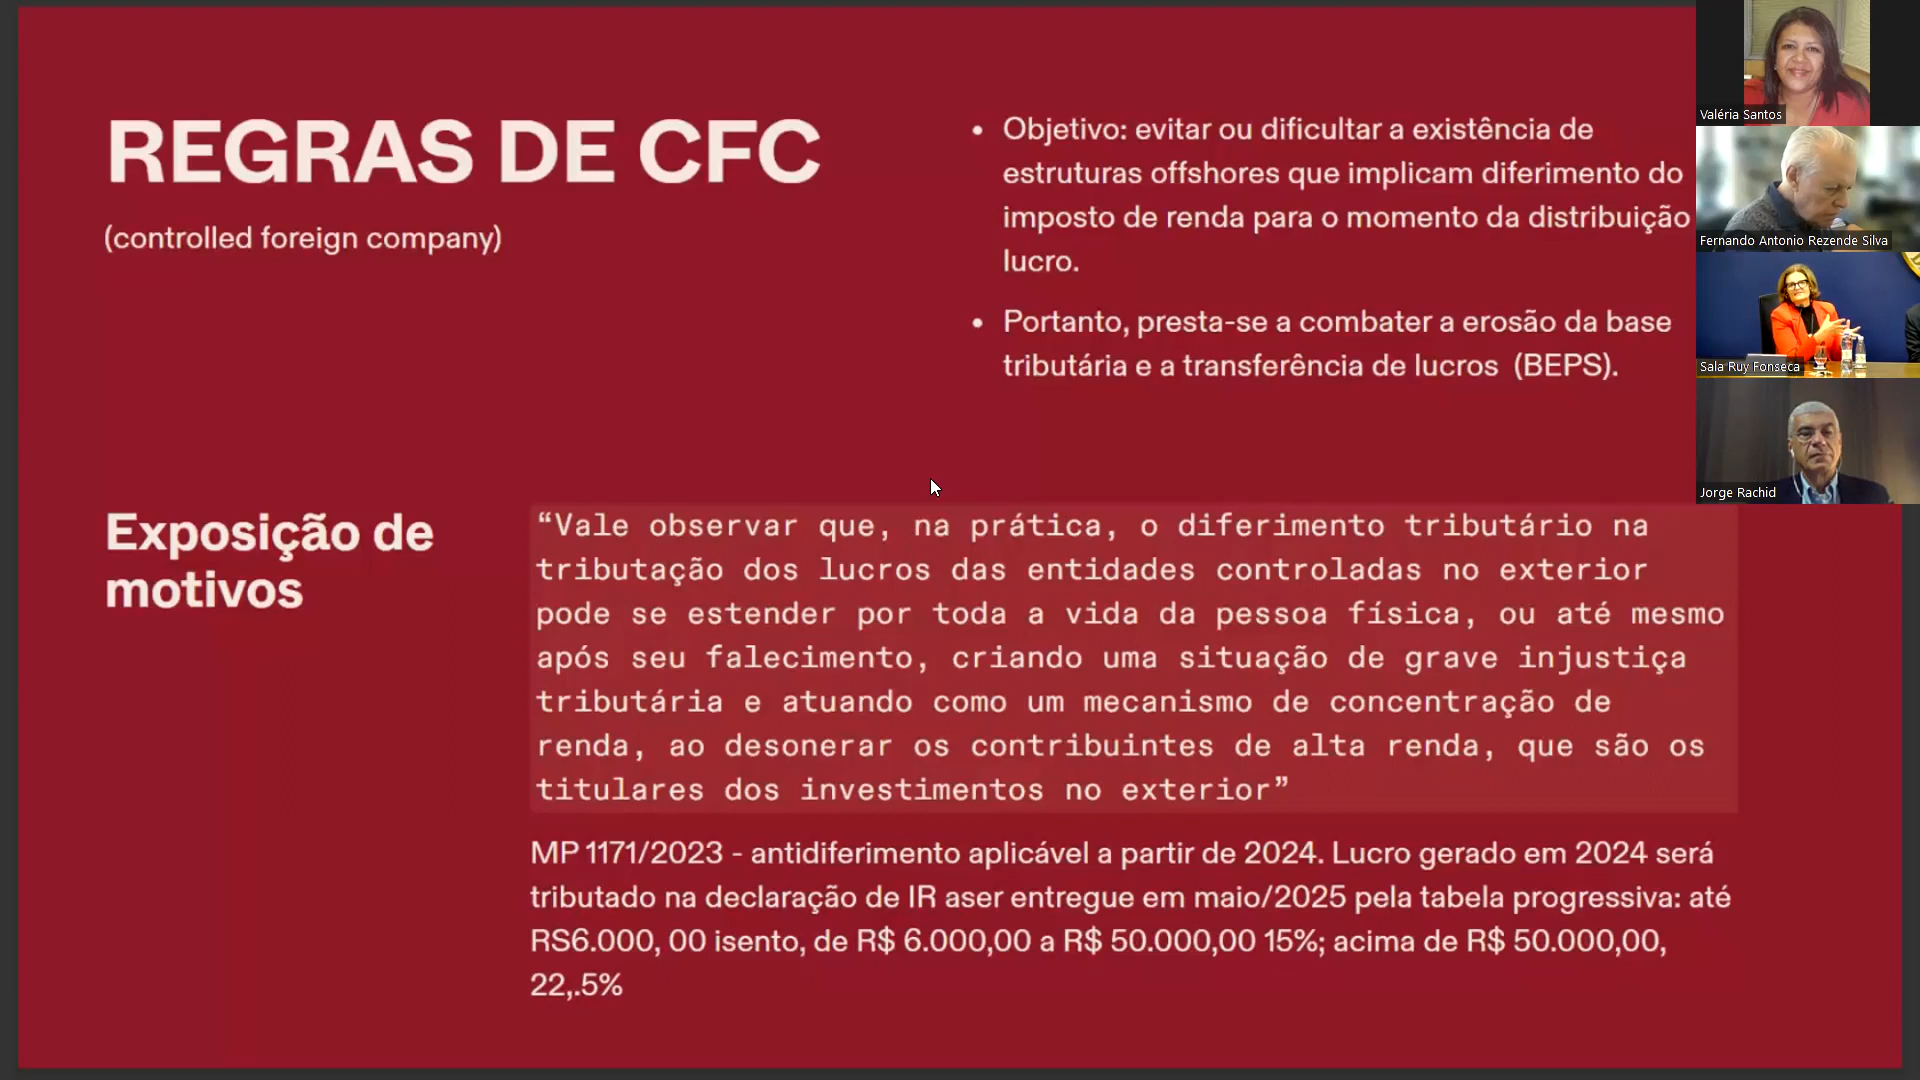 REGRAS DE CFC
(controlled foreign company)
• Objetivo: evitar ou dificultar a existência de
estruturas offshores que implicam diferimento do
imposto de renda para o momento da distribuição
lucro.
• Portanto, presta-se a combater a erosão da base
tributária e a transferência de lucros (BEPS).
Valéria Santos
Fernando Antonio Rezende Silva
Sala Ruy Fonseca
Jorge Rachid
Exposição de
motivos
“Vale observar que, na prática, o diferimento tributário na
tributação dos lucros das entidades controladas no exterior
pode se estender por toda a vida da pessoa física, ou até mesmo
após seu falecimento, criando uma situação de grave injustiça
tributária e atuando como um mecanismo de concentração de
renda, ao desonerar os contribuintes de alta renda, que são os
titulares dos investimentos no exterior”
MP 1171/2023 - antidiferimento aplicável a partir de 2024. Lucro gerado em 2024 será
tributado na declaração de IR aser entregue em maio/2025 pela tabela progressiva: até
RS6.000, 00 isento, de R$ 6.000,00 a R$ 50.000,00 15%; acima de R$ 50.000,00,
22,.5%